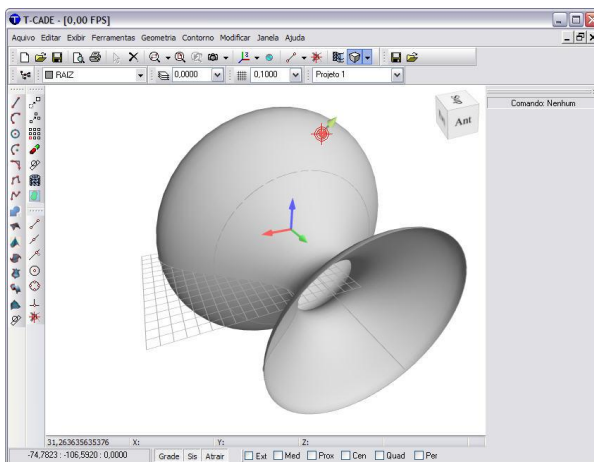 T-CADE - [0,00 FPS]
Aquivo Editar Exibir Ferramentas Geometria Contorno Modificar Janela Ajuda
RAIZ 0,0000 0,1000 Projeto 1
Comando: Nenhum
Ant
31,263635635376 X: Y: Z:
-74,7823 : -106,5920 : 0,0000 Grade Sis Atrair Ext Med Prox Cen Quad Per